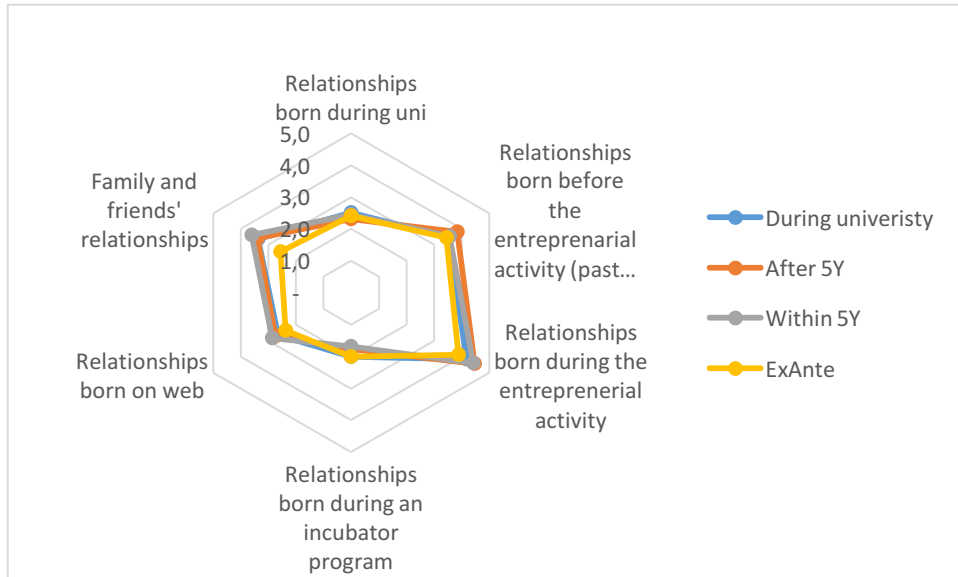 Relationships
born during uni
5,0
4,0
3,0
2,0
1,0
-
Relationships
born before
the
entreprenarial
activity (past...
Relationships
born during the
entreprenerial
activity
Relationships
born during an
incubator
program
Relationships
born on web
Family and
friends'
relationships
During univeristy
After 5Y
Within 5Y
ExAnte